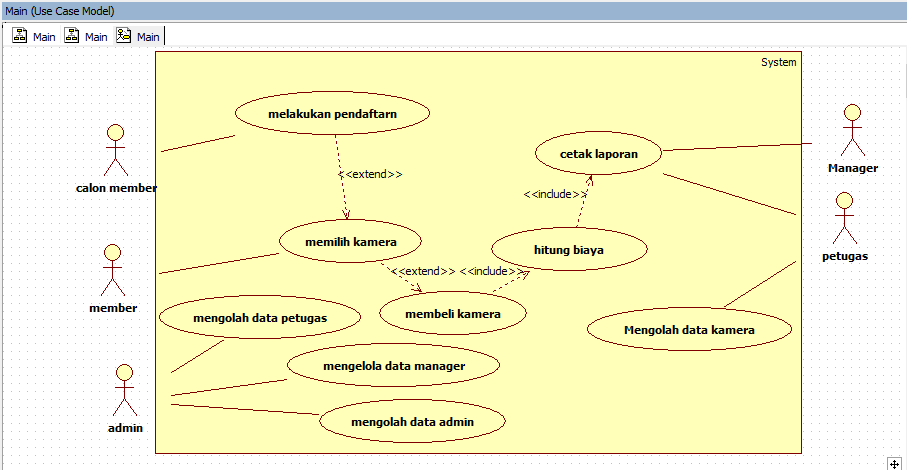 Main (Use Case Model)
Main Main Main
System
melakukan pendaftarn
cetak laporan
Manager
calon member
<<extend>>
<<include>>
memilih kamera
hitung biaya
petugas
<<extend>> <<include>>
member
mengolah data petugas
membeli kamera
Mengolah data kamera
mengelola data manager
admin
mengolah data admin